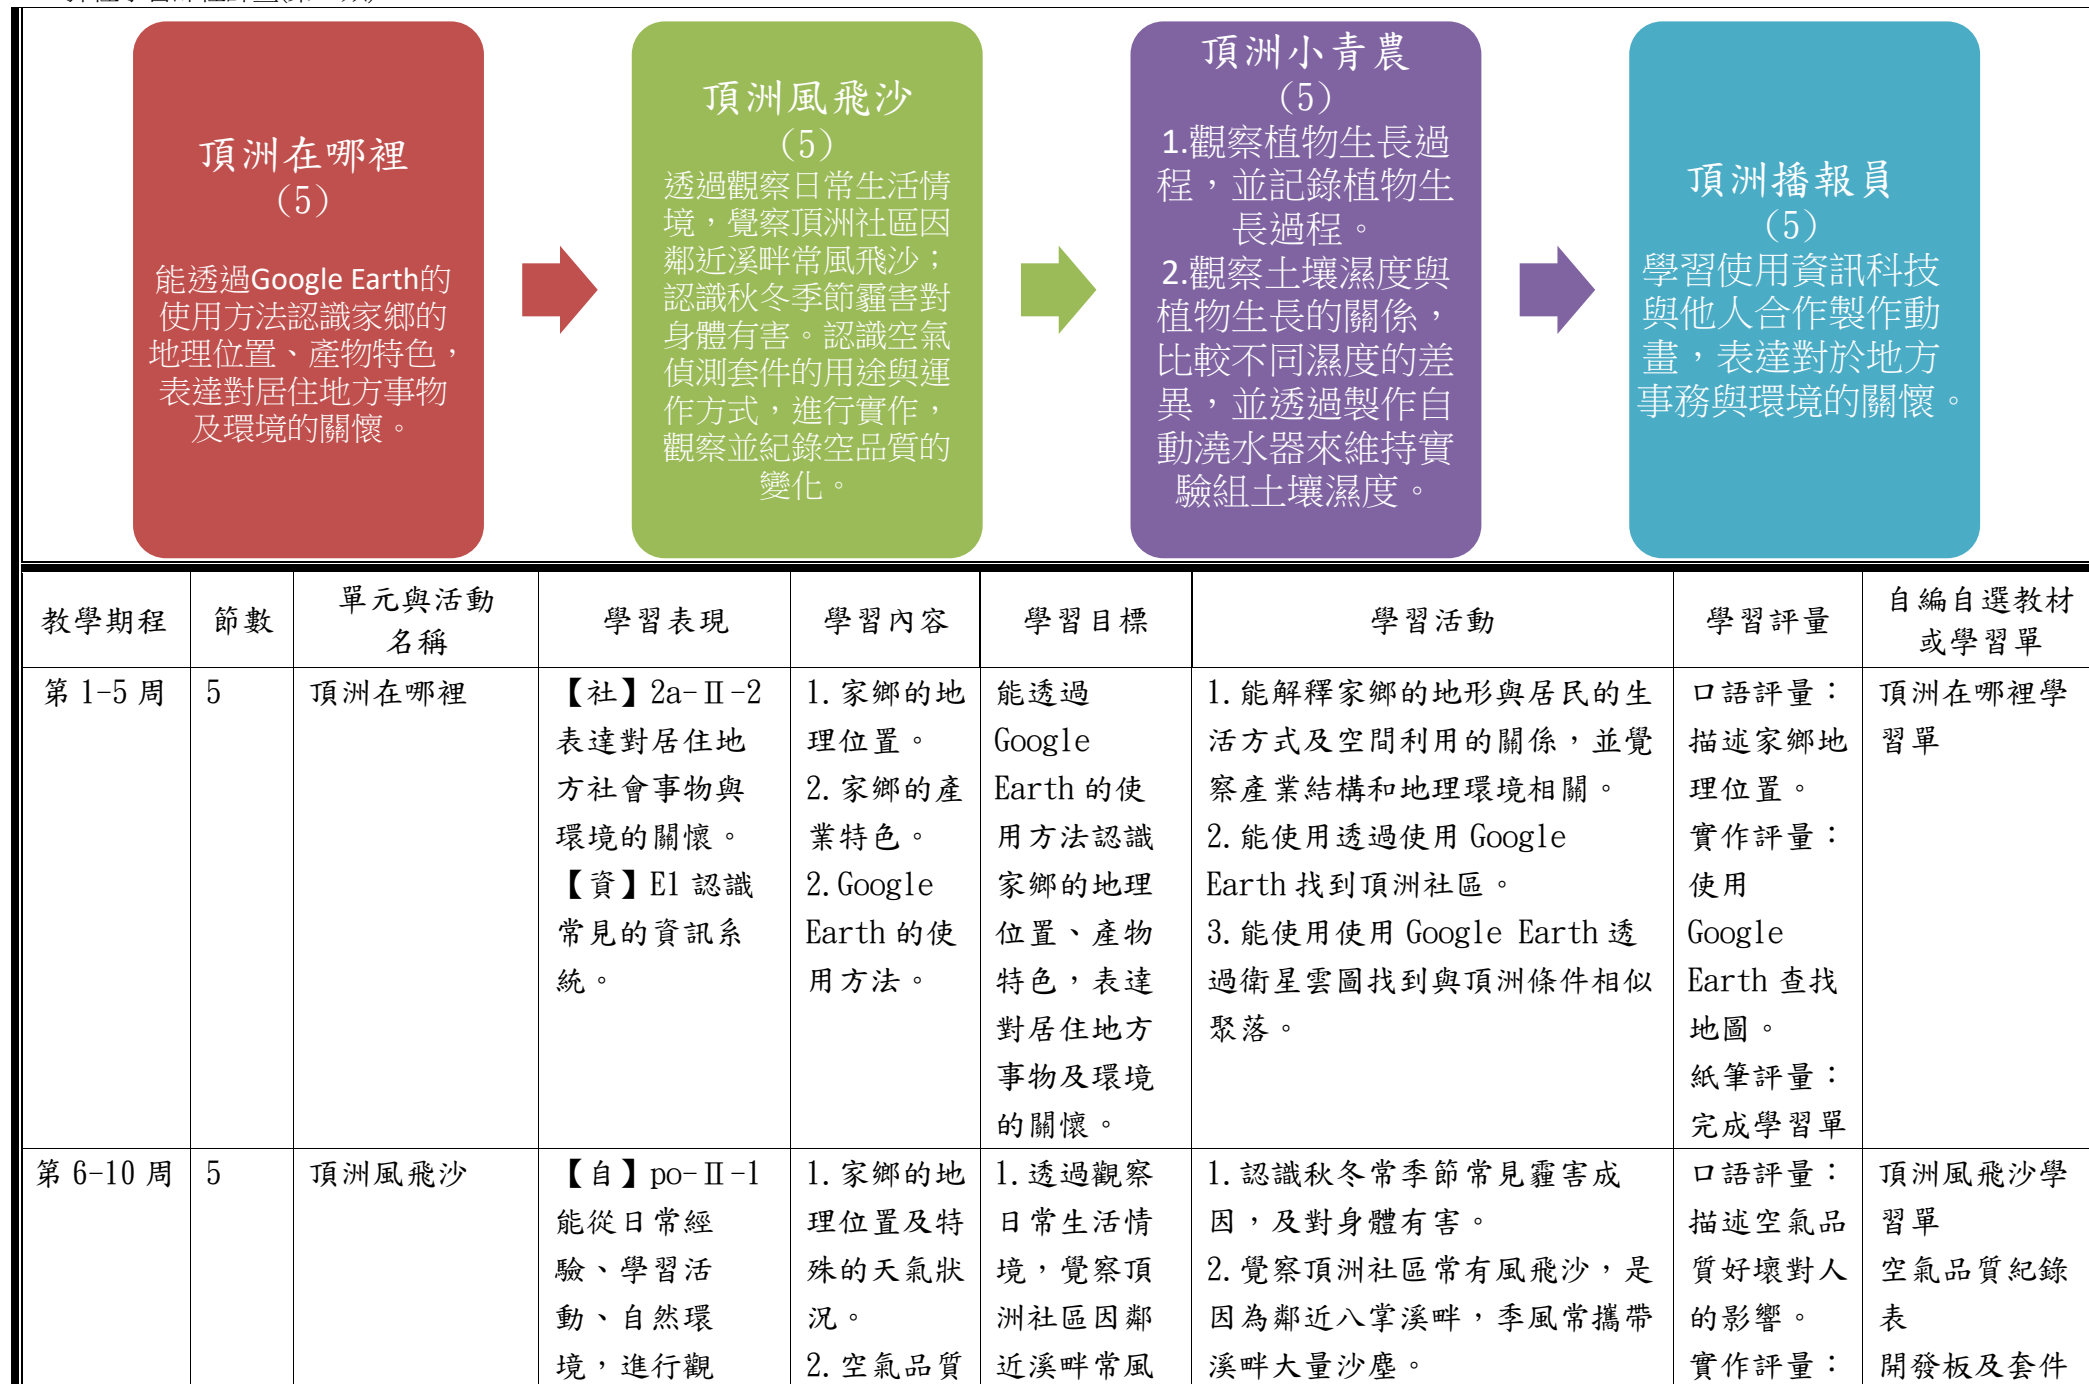 頂洲在哪裡
(5)
能透過Google Earth的
使用方法認識家鄉的
地理位置、產物特色，
表達對居住地方事物
及環境的關懷。
頂洲風飛沙
(5)
透過觀察日常生活情
境，覺察頂洲社區因
鄰近溪畔常風飛沙；
認識秋冬季節霾害對
身體有害。認識空氣
偵測套件的用途與運
作方式，進行實作，
觀察並紀錄空品質的
變化。
頂洲小青農
(5)
1.觀察植物生長過
程，並記錄植物生
長過程。
2.觀察土壤濕度與
植物生長的關係，
比較不同濕度的差
異，並透過製作自
動澆水器來維持實
驗組土壤濕度。
頂洲播報員
(5)
學習使用資訊科技
與他人合作製作動
畫，表達對於地方
事務與環境的關懷。
教學期程
節數
單元與活動
名稱
學習表現
學習內容
學習目標
學習活動
學習評量
自編自選教材
或學習單
第 1-5 周
5
頂洲在哪裡
【社】2a-Ⅱ-2
表達對居住地
方社會事物與
環境的關懷。
【資】E1 認識
常見的資訊系
統。
1.家鄉的地
理位置。
2.家鄉的產
業特色。
2.Google
Earth 的使
用方法。
能透過
Google
Earth 的使
用方法認識
家鄉的地理
位置、產物
特色，表達
對居住地方
事物及環境
的關懷。
1.能解釋家鄉的地形與居民的生
活方式及空間利用的關係，並覺
察產業結構和地理環境相關。
2.能使用透過使用 Google
Earth 找到頂洲社區。
3.能使用使用 Google Earth 透
過衛星雲圖找到與頂洲條件相似
聚落。
口語評量：
描述家鄉地
理位置。
實作評量：
使用
Google
Earth 查找
地圖。
紙筆評量：
完成學習單
頂洲在哪裡學
習單
第 6-10 周
5
頂洲風飛沙
【自】po-Ⅱ-1
能從日常經
驗、學習活
動、自然環
境，進行觀
1.家鄉的地
理位置及特
殊的天氣狀
況。
2.空氣品質
1.透過觀察
日常生活情
境，覺察頂
洲社區因鄰
近溪畔常風
1.認識秋冬常季節常見霾害成
因，及對身體有害。
2.覺察頂洲社區常有風飛沙，是
因為鄰近八掌溪畔，季風常攜帶
溪畔大量沙塵。
口語評量：
描述空氣品
質好壞對人
的影響。
實作評量：
頂洲風飛沙學
習單
空氣品質紀錄
表
開發板及套件